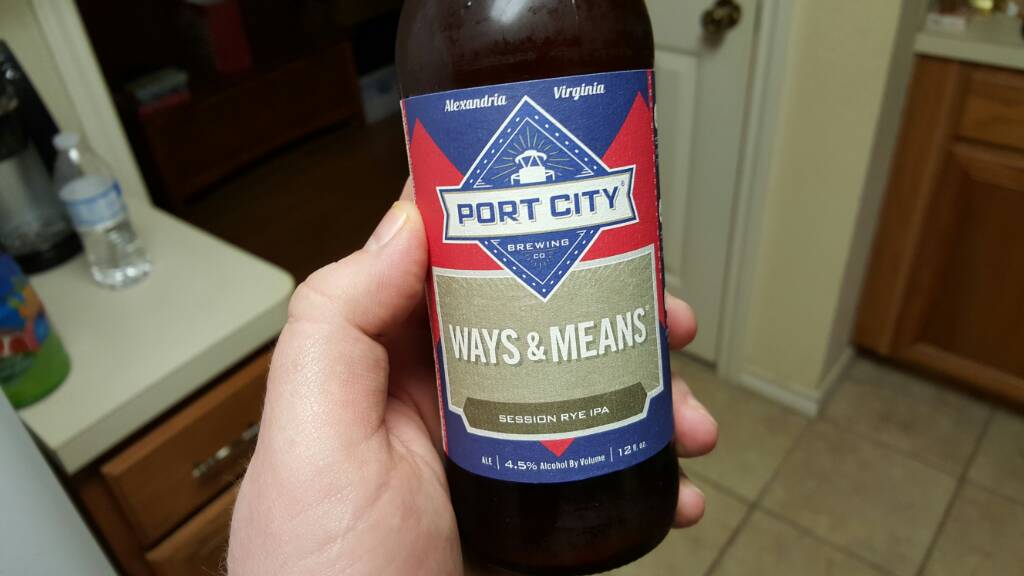 Alexandria Virginia
PORT CITY®
BREWING
CO
WAYS & MEANS
SESSION RYE IPA
ALE | 4.5% Alcohol By Volume | 12 fl. oz.